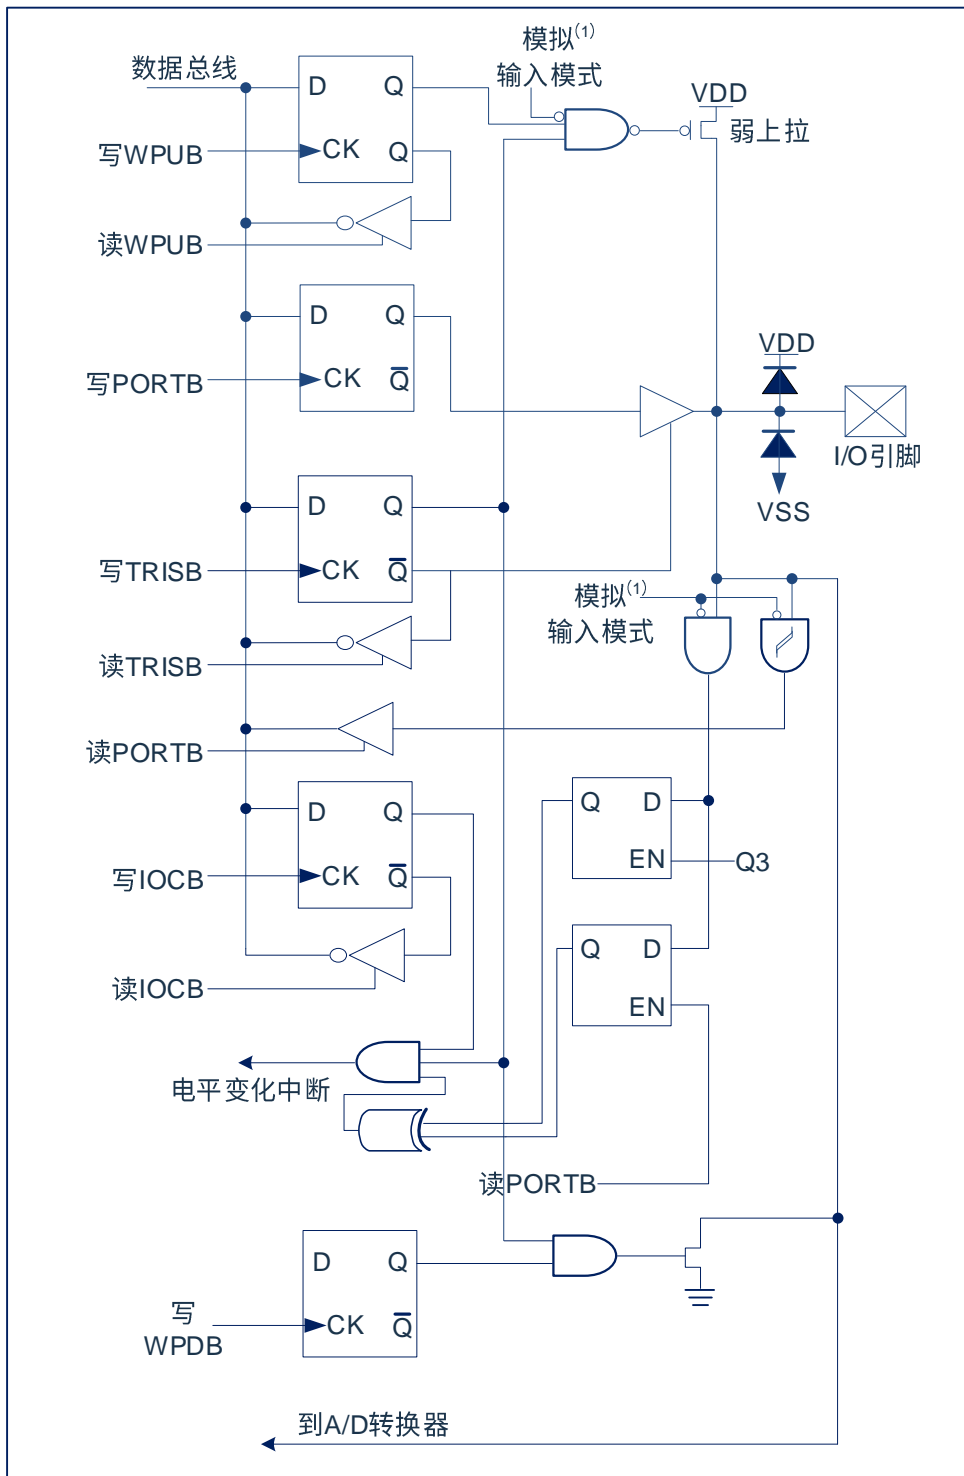 模拟(1)
输入模式
数据总线
D Q
VDD
弱上拉
写WPUB
CK Q
读WPUB
D Q
写PORTB
CK Q̅
VDD
I/O引脚
VSS
D Q
写TRISB
CK Q̅
模拟(1)
输入模式
读TRISB
读PORTB
D Q
Q D
写IOCB
CK Q̅
EN
Q3
Q D
读IOCB
EN
电平变化中断
读PORTB
D Q
写
WPDB
CK Q̅
到A/D转换器